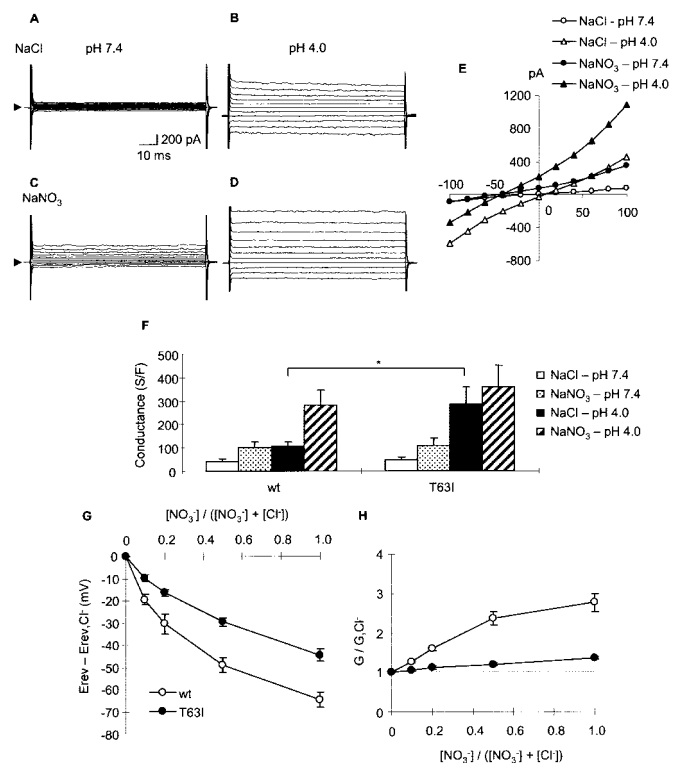 A
B
NaCl
pH 7.4
pH 4.0
200 pA
10 ms
C
D
NaNO3
E
pA
NaCl - pH 7.4
NaCl – pH 4.0
NaNO3 – pH 7.4
NaNO3 – pH 4.0
1200
800
400
-100
-50
0
50
100
-400
-800
F
Conductance (S/F)
500
400
300
200
100
0
wt
T63I
*
NaCl – pH 7.4
NaNO3 – pH 7.4
NaCl – pH 4.0
NaNO3 – pH 4.0
G
[NO3-] / ([NO3-] + [Cl-])
0 0.2 0.4 0.6 0.8 1.0
0
-10
-20
-30
-40
-50
-60
-70
-80
Erev – Erev,Cl- (mV)
wt
T63I
H
4
3
2
1
0
G / G,Cl-
0 0.2 0.4 0.6 0.8 1.0
[NO3-] / ([NO3-] + [Cl-])